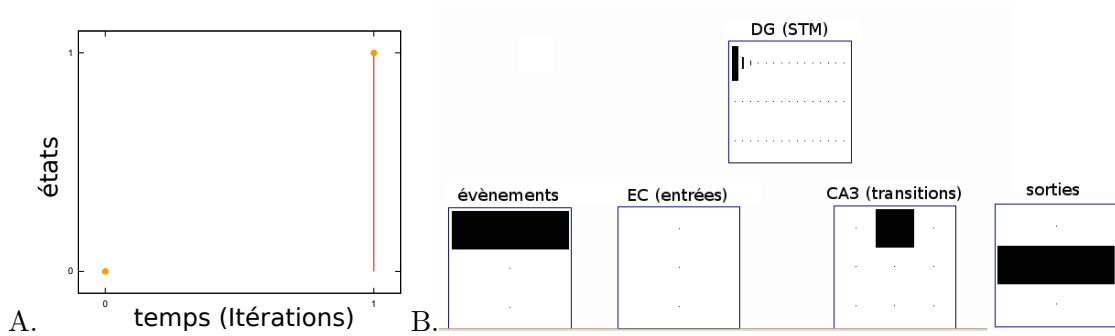 1
états
0
0
1
temps (Itérations)
A.
DG (STM)
évènements
EC (entrées)
CA3 (transitions)
sorties
B.